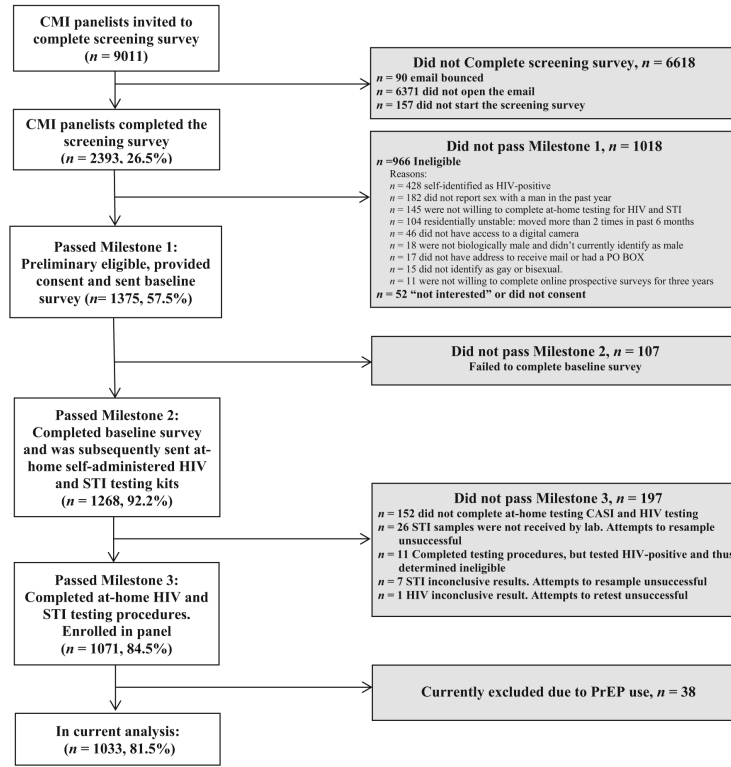 CMI panelists invited to
complete screening survey
(n = 9011)
Did not Complete screening survey, n = 6618
n = 90 email bounced
n = 6371 did not open the email
n = 157 did not start the screening survey
CMI panelists completed the
screening survey
(n = 2393, 26.5%)
Did not pass Milestone 1, n = 1018
n =966 Ineligible
Reasons:
n = 428 self-identified as HIV-positive
n = 182 did not report sex with a man in the past year
n = 145 were not willing to complete at-home testing for HIV and STI
n = 104 residentially unstable: moved more than 2 times in past 6 months
n = 46 did not have access to a digital camera
n = 18 were not biologically male and didn't currently identify as male
n = 17 did not have address to receive mail or had a PO BOX
n = 15 did not identify as gay or bisexual.
n = 11 were not willing to complete online prospective surveys for three years
n = 52 “not interested” or did not consent
Passed Milestone 1:
Preliminary eligible, provided
consent and sent baseline
survey (n= 1375, 57.5%)
Did not pass Milestone 2, n = 107
Failed to complete baseline survey
Passed Milestone 2:
Completed baseline survey
and was subsequently sent at-
home self-administered HIV
and STI testing kits
(n = 1268, 92.2%)
Did not pass Milestone 3, n = 197
n = 152 did not complete at-home testing CASI and HIV testing
n = 26 STI samples were not received by lab. Attempts to resample
unsuccessful
n = 11 Completed testing procedures, but tested HIV-positive and thus
determined ineligible
n = 7 STI inconclusive results. Attempts to resample unsuccessful
n = 1 HIV inconclusive result. Attempts to retest unsuccessful
Passed Milestone 3:
Completed at-home HIV and
STI testing procedures.
Enrolled in panel
(n = 1071, 84.5%)
Currently excluded due to PrEP use, n = 38
In current analysis:
(n = 1033, 81.5%)